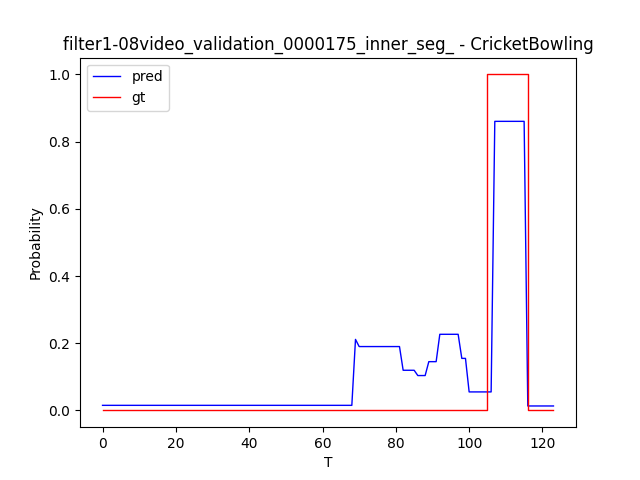 filter1-08video_validation_0000175_inner_seg_ - CricketBowling
pred
gt
1.0
0.8
0.6
0.4
0.2
0.0
Probability
0 20 40 60 80 100 120
T